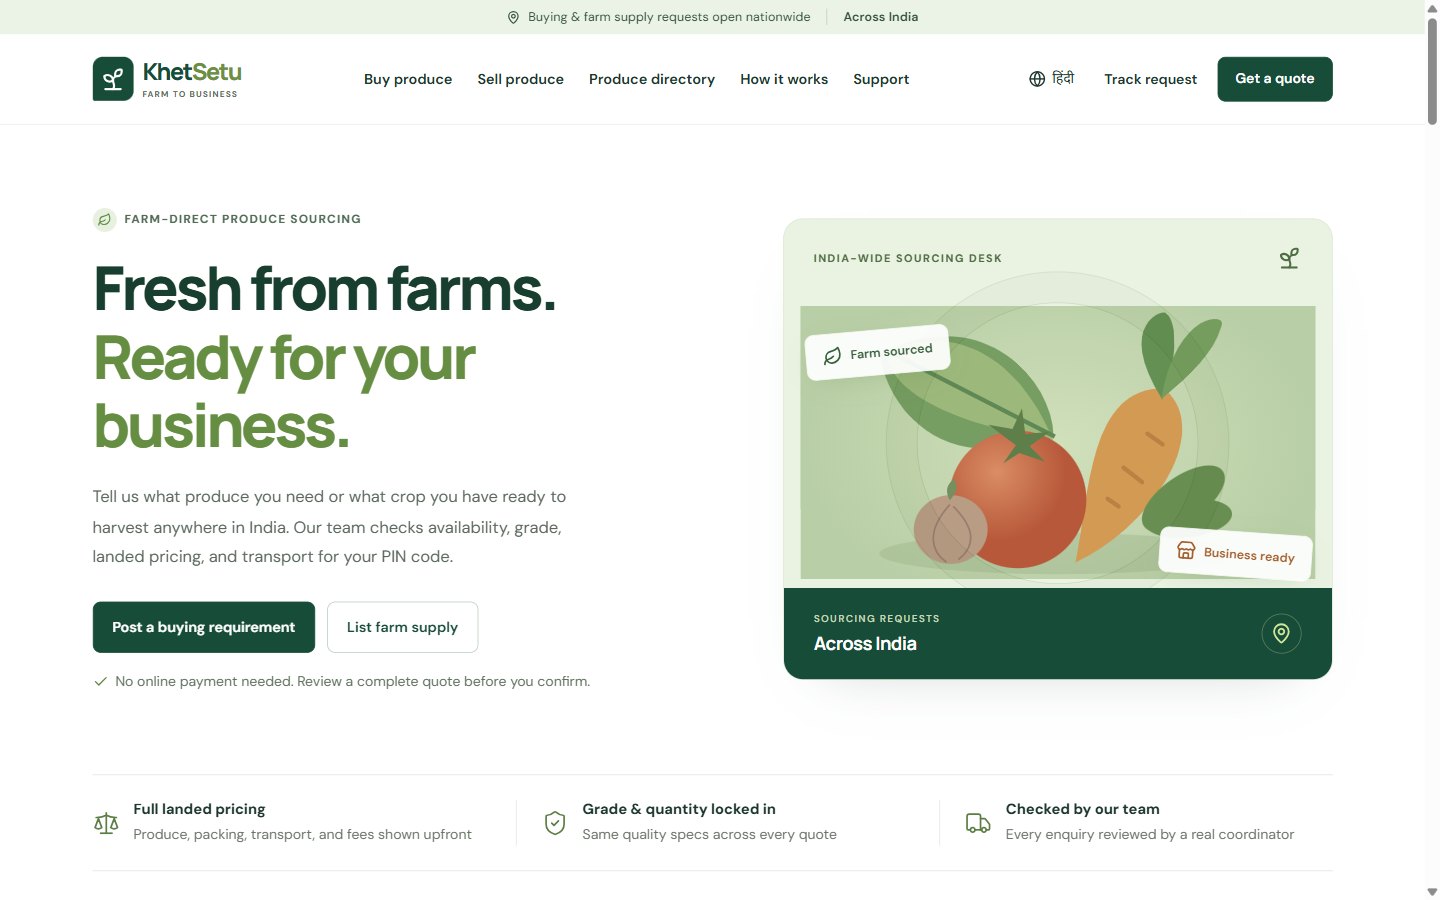 Buying & farm supply requests open nationwide
Across India
KhetSetu
FARM TO BUSINESS
Buy produce
Sell produce
Produce directory
How it works
Support
हिंदी
Track request
Get a quote
FARM-DIRECT PRODUCE SOURCING
Fresh from farms.
Ready for your
business.
Tell us what produce you need or what crop you have ready to
harvest anywhere in India. Our team checks availability, grade,
landed pricing, and transport for your PIN code.
Post a buying requirement
List farm supply
No online payment needed. Review a complete quote before you confirm.
INDIA-WIDE SOURCING DESK
Farm sourced
Business ready
SOURCING REQUESTS
Across India
Full landed pricing
Produce, packing, transport, and fees shown upfront
Grade & quantity locked in
Same quality specs across every quote
Checked by our team
Every enquiry reviewed by a real coordinator